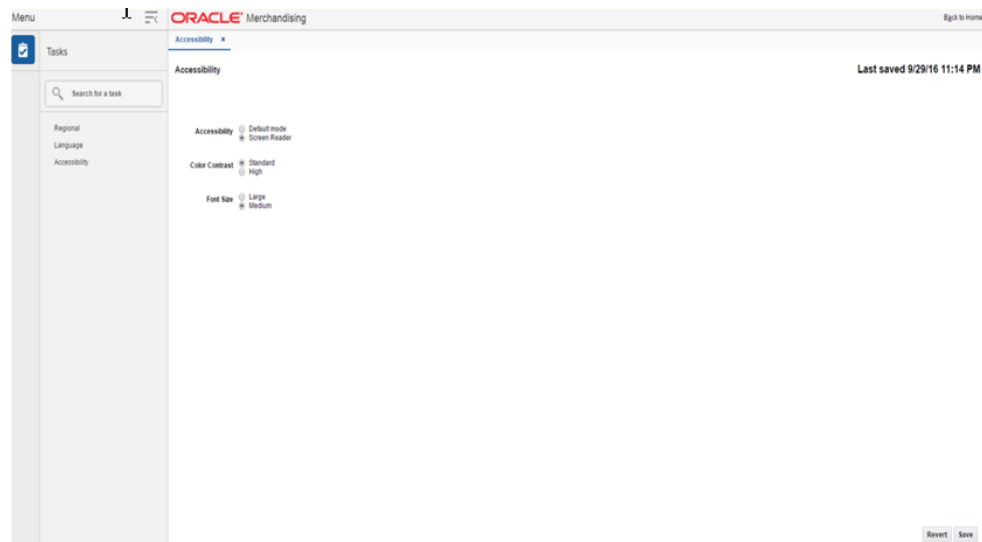 Menu
ORACLE® Merchandising
Back to Home
Tasks
Accessibility ×
Accessibility
Last saved 9/29/16 11:14 PM
Search for a task
Regional
Language
Accessibility
Accessibility
Default mode
Screen Reader
Color Contrast
Standard
High
Font Size
Large
Medium
Revert
Save